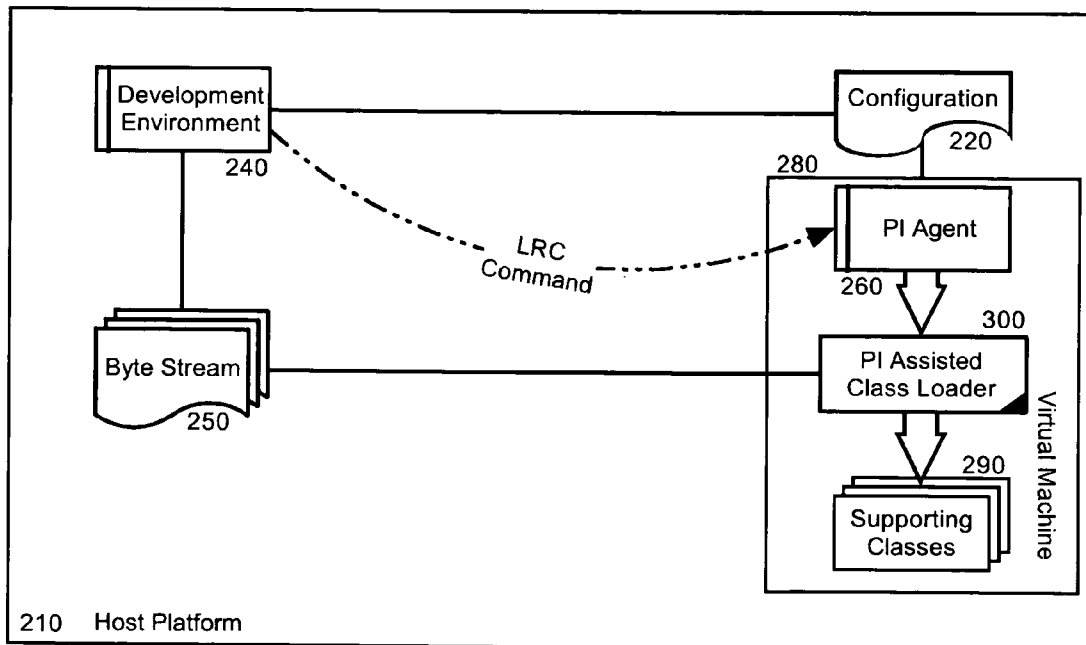 Development
Environment
240
Configuration
220
280
LRC
Command
PI Agent
260
300
Byte Stream
250
PI Assisted
Class Loader
Virtual Machine
290
Supporting
Classes
210 Host Platform